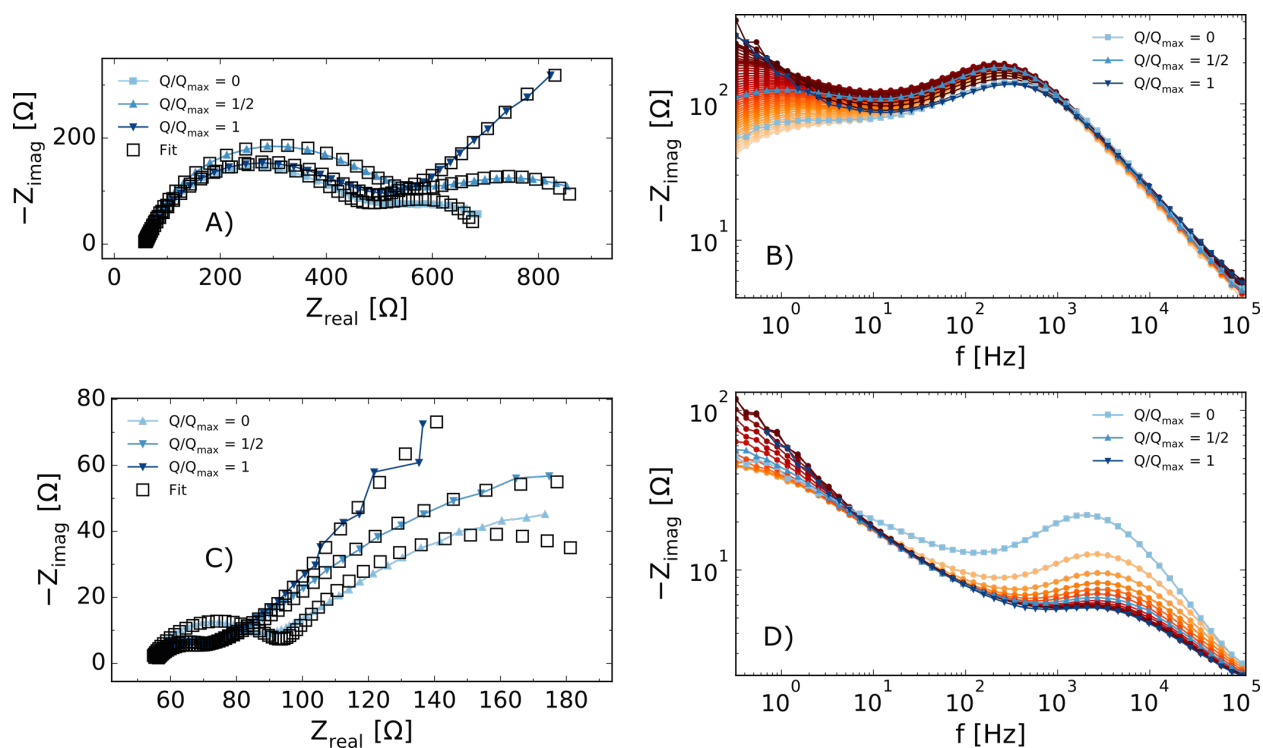 −Z_imag [Ω]
200
0
Q/Q_max = 0
Q/Q_max = 1/2
Q/Q_max = 1
Fit
A)
0 200 400 600 800
Z_real [Ω]
−Z_imag [Ω]
10^2
10^1
Q/Q_max = 0
Q/Q_max = 1/2
Q/Q_max = 1
B)
10^0 10^1 10^2 10^3 10^4 10^5
f [Hz]
−Z_imag [Ω]
80
60
40
20
0
Q/Q_max = 0
Q/Q_max = 1/2
Q/Q_max = 1
Fit
C)
60 80 100 120 140 160 180
Z_real [Ω]
−Z_imag [Ω]
10^2
10^1
Q/Q_max = 0
Q/Q_max = 1/2
Q/Q_max = 1
D)
10^0 10^1 10^2 10^3 10^4 10^5
f [Hz]